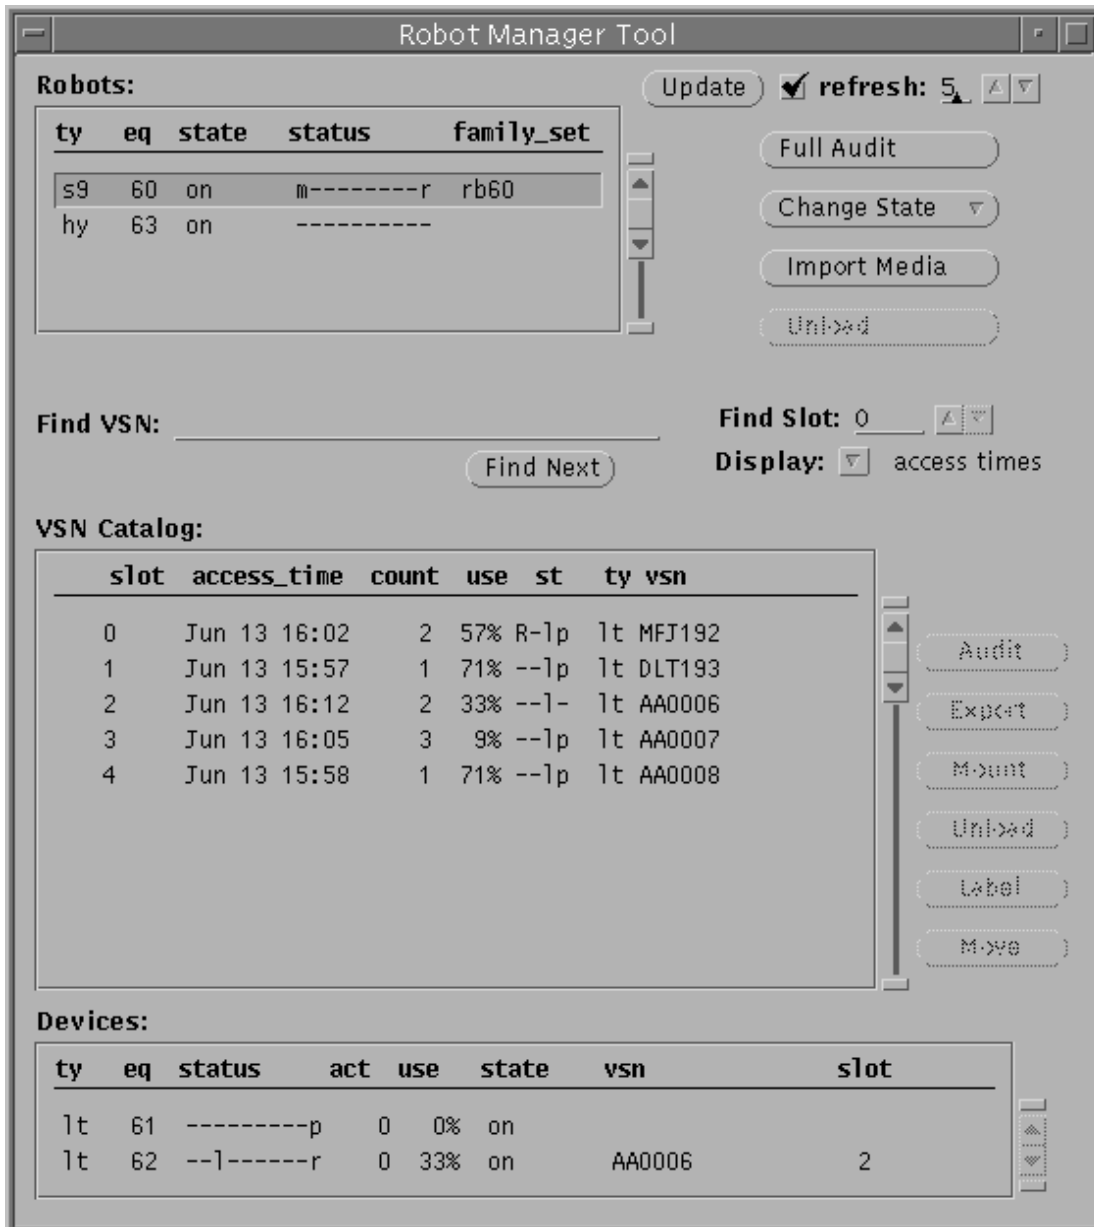 Robot Manager Tool
Robots:
Update refresh: 5
ty eq state status family_set
s9 60 on m--------r rb60
hy 63 on ----------
Full Audit
Change State
Import Media
Unload
Find VSN:
Find Slot: 0
Find Next
Display: access times
VSN Catalog:
slot access_time count use st ty vsn
0 Jun 13 16:02 2 57% R-lp lt MFJ192
1 Jun 13 15:57 1 71% --lp lt DLT193
2 Jun 13 16:12 2 33% --l- lt AA0006
3 Jun 13 16:05 3 9% --lp lt AA0007
4 Jun 13 15:58 1 71% --lp lt AA0008
Audit
Export
Mount
Unload
Label
Move
Devices:
ty eq status act use state vsn slot
lt 61 ---------p 0 0% on
lt 62 --l------r 0 33% on AA0006 2